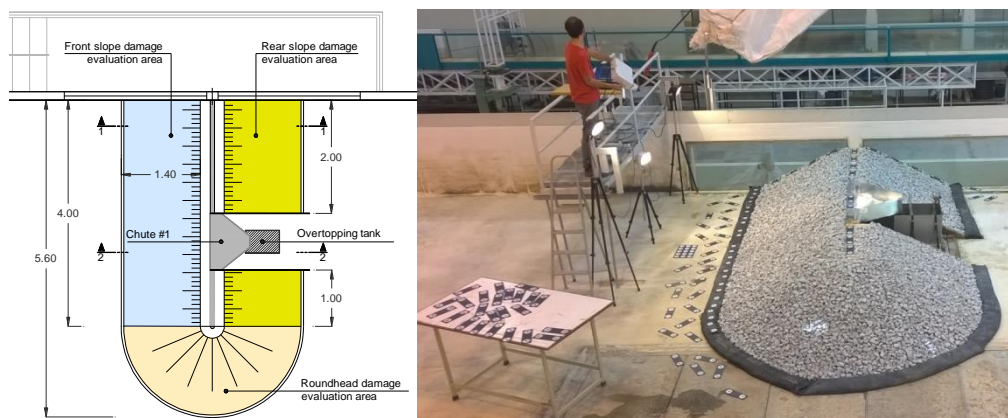 Front slope damage
evaluation area
Rear slope damage
evaluation area
1
1
2.00
1.40
4.00
Chute #1
Overtopping tank
5.60
2
2
1.00
Roundhead damage
evaluation area